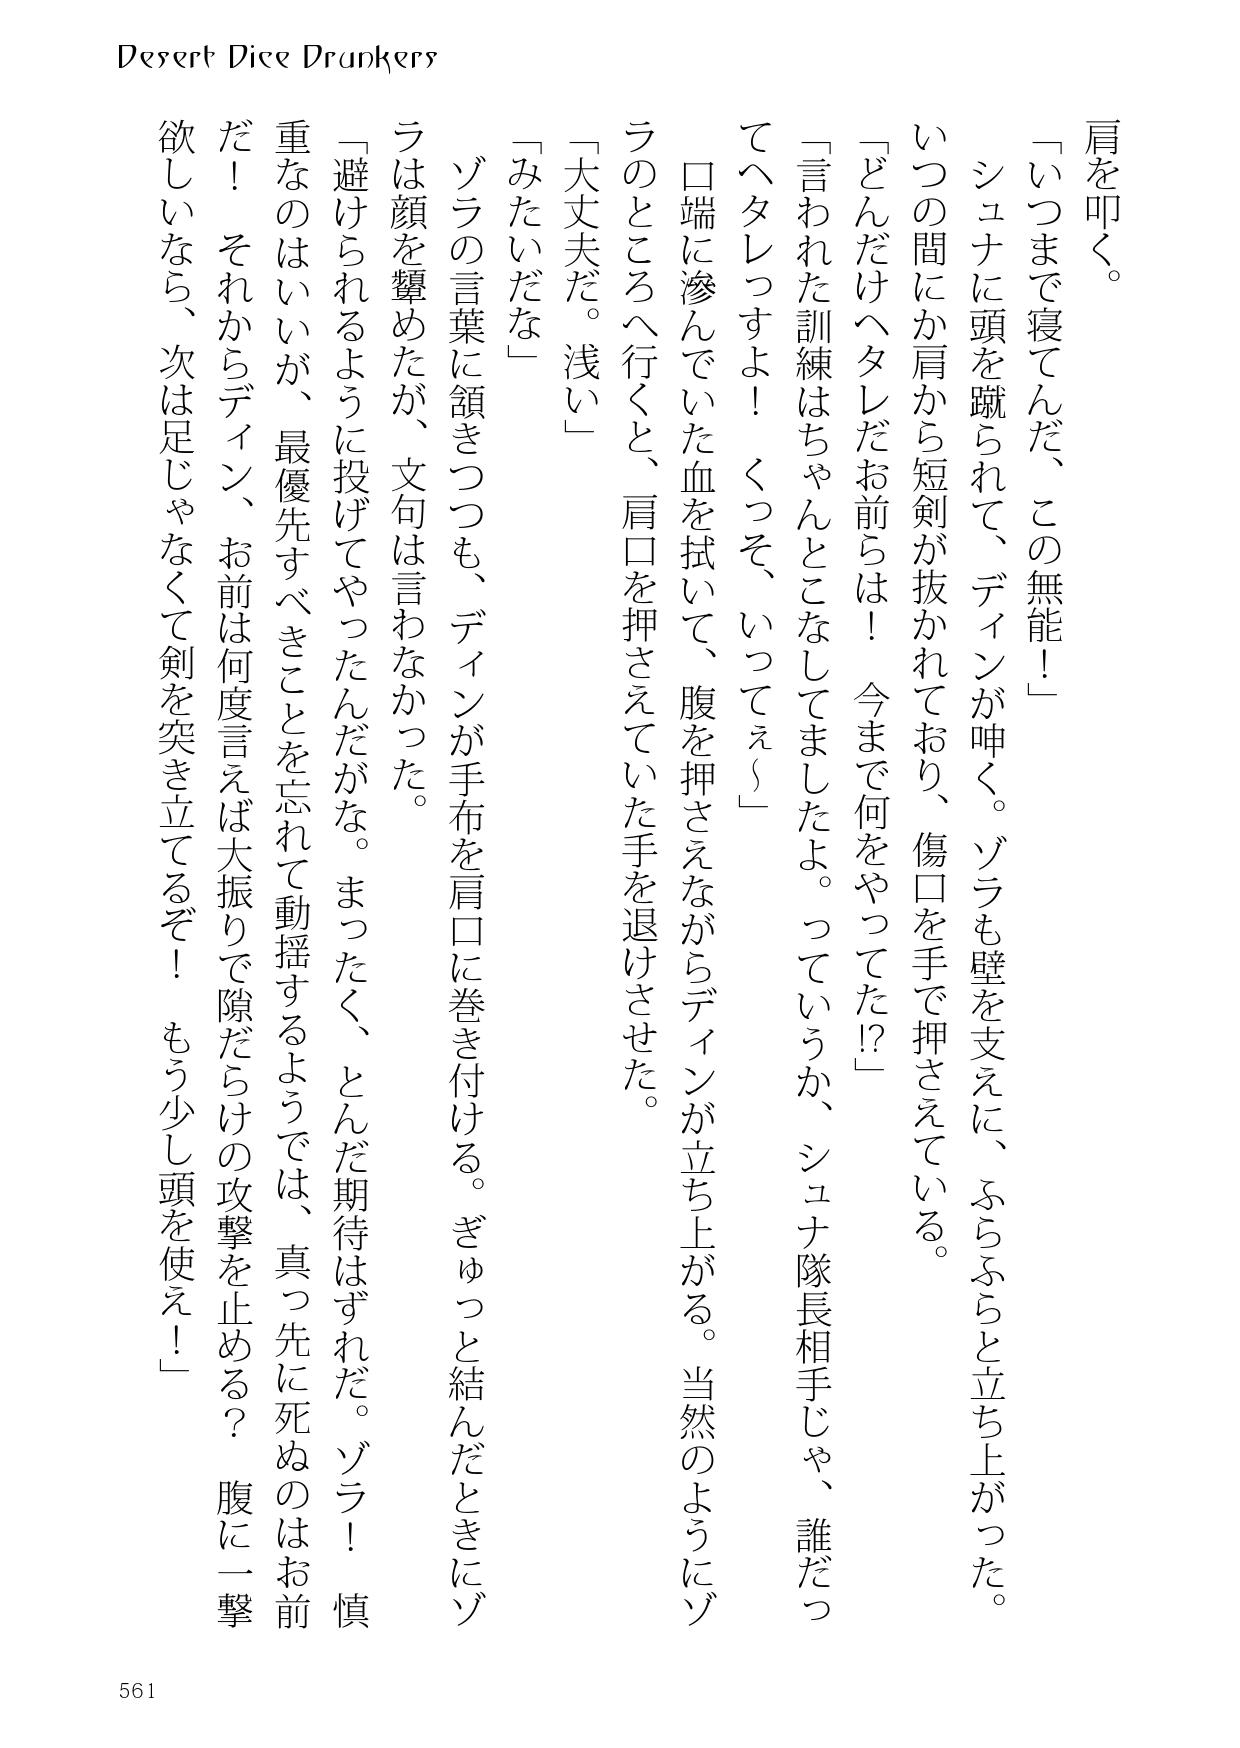 Desert Dice Drunkers
肩を叩く。
「いつまで寝てんだ、この無能！」
　シュナに頭を蹴られて、ディンが呻く。ゾラも壁を支えに、ふらふらと立ち上がった。
いつの間にか肩から短剣が抜かれており、傷口を手で押さえている。
「どんだけヘタレだお前らは！　今まで何をやってた!?」
「言われた訓練はちゃんとこなしてましたよ。っていうか、シュナ隊長相手じゃ、誰だっ
てヘタレっすよ！　くっそ、いってぇ～」
　口端に滲んでいた血を拭いて、腹を押さえながらディンが立ち上がる。当然のようにゾ
ラのところへ行くと、肩口を押さえていた手を退けさせた。
「大丈夫だ。浅い」
「みたいだな」
　ゾラの言葉に頷きつつも、ディンが手布を肩口に巻き付ける。ぎゅっと結んだときにゾ
ラは顔を顰めたが、文句は言わなかった。
「避けられるように投げてやったんだがな。まったく、とんだ期待はずれだ。ゾラ！　慎
重なのはいいが、最優先すべきことを忘れて動揺するようでは、真っ先に死ぬのはお前
だ！　それからディン、お前は何度言えば大振りで隙だらけの攻撃を止める？　腹に一撃
欲しいなら、次は足じゃなくて剣を突き立てるぞ！　もう少し頭を使え！」
561